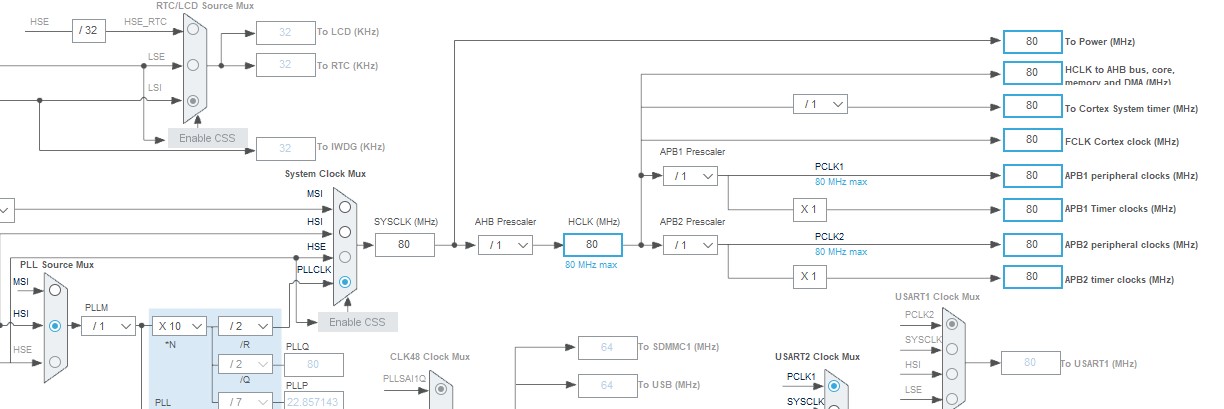 RTC/LCD Source Mux
HSE
/ 32
HSE_RTC
32
To LCD (KHz)
LSE
32
To RTC (KHz)
LSI
Enable CSS
32
To IWDG (KHz)
80
To Power (MHz)
80
HCLK to AHB bus, core,
memory and DMA (MHz)
/ 1
80
To Cortex System timer (MHz)
80
FCLK Cortex clock (MHz)
System Clock Mux
MSI
HSI
HSE
PLLCLK
Enable CSS
SYSCLK (MHz)
80
AHB Prescaler
/ 1
HCLK (MHz)
80
80 MHz max
APB1 Prescaler
/ 1
PCLK1
80 MHz max
80
APB1 peripheral clocks (MHz)
X 1
80
APB1 Timer clocks (MHz)
APB2 Prescaler
/ 1
PCLK2
80 MHz max
80
APB2 peripheral clocks (MHz)
X 1
80
APB2 timer clocks (MHz)
PLL Source Mux
MSI
HSI
HSE
PLLM
/ 1
X 10
*N
/ 2
/R
/ 2
/Q
/ 7
PLL
PLLQ
80
PLLP
22.857143
CLK48 Clock Mux
PLLSAI1Q
64
To SDMMC1 (MHz)
64
To USB (MHz)
USART2 Clock Mux
PCLK1
SYSCLK
USART1 Clock Mux
PCLK2
SYSCLK
HSI
LSE
80
To USART1 (MHz)